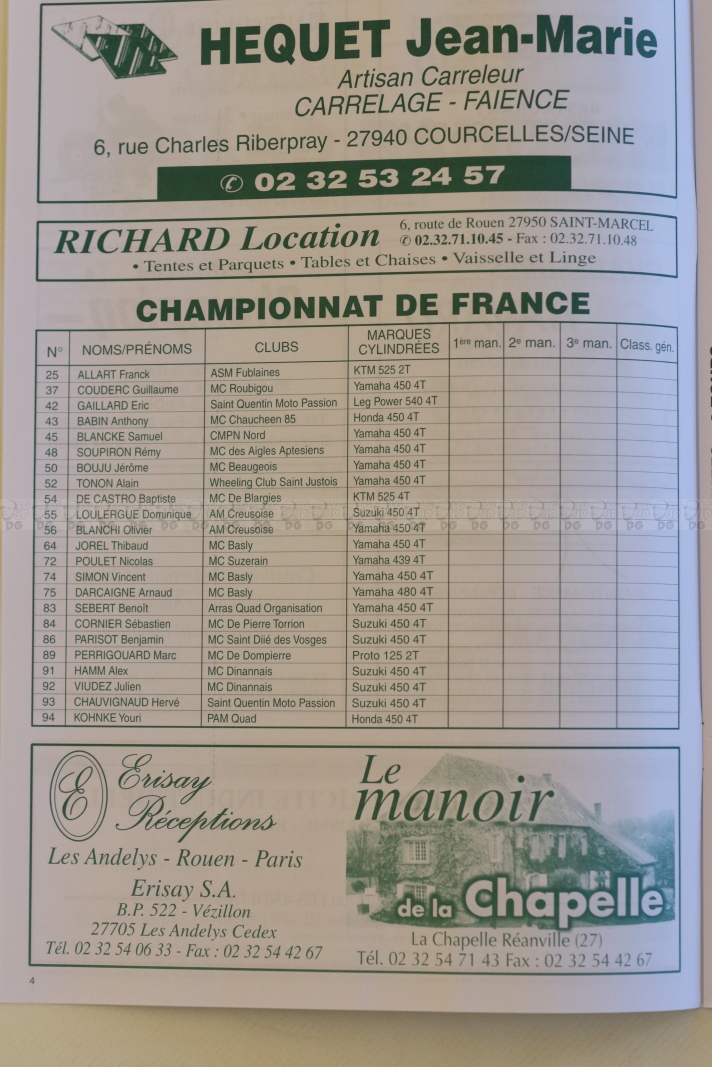 HEQUET Jean-Marie
Artisan Carreleur
CARRELAGE - FAIENCE
6, rue Charles Riberpray - 27940 COURCELLES/SEINE
✆ 02 32 53 24 57
RICHARD Location
6, route de Rouen 27950 SAINT-MARCEL
✆ 02.32.71.10.45 - Fax : 02.32.71.10.48
• Tentes et Parquets • Tables et Chaises • Vaisselle et Linge
CHAMPIONNAT DE FRANCE
N° NOMS/PRÉNOMS CLUBS MARQUES CYLINDRÉES 1ère man. 2e man. 3e man. Class. gén.
25 ALLART Franck ASM Fublaines KTM 525 2T
37 COUDERC Guillaume MC Roubigou Yamaha 450 4T
42 GAILLARD Eric Saint Quentin Moto Passion Leg Power 540 4T
43 BABIN Anthony MC Chaucheen 85 Honda 450 4T
45 BLANCKE Samuel CMPN Nord Yamaha 450 4T
48 SOUPIRON Rémy MC des Aigles Aptesiens Yamaha 450 4T
50 BOUJU Jérôme MC Beaugeois Yamaha 450 4T
52 TONON Alain Wheeling Club Saint Justois Yamaha 450 4T
54 DE CASTRO Baptiste MC De Blargies KTM 525 4T
55 LOULERGUE Dominique AM Creusoise Suzuki 450 4T
56 BLANCHI Olivier AM Creusoise Yamaha 450 4T
64 JOREL Thibaud MC Basly Yamaha 450 4T
72 POULET Nicolas MC Suzerain Yamaha 439 4T
74 SIMON Vincent MC Basly Yamaha 450 4T
75 DARCAIGNE Arnaud MC Basly Yamaha 480 4T
83 SEBERT Benoît Arras Quad Organisation Yamaha 450 4T
84 CORNIER Sébastien MC De Pierre Torrion Suzuki 450 4T
86 PARISOT Benjamin MC Saint Diié des Vosges Suzuki 450 4T
89 PERRIGOUARD Marc MC De Dompierre Proto 125 2T
91 HAMM Alex MC Dinannais Suzuki 450 4T
92 VIUDEZ Julien MC Dinannais Suzuki 450 4T
93 CHAUVIGNAUD Hervé Saint Quentin Moto Passion Suzuki 450 4T
94 KOHNKE Youri PAM Quad Honda 450 4T
E Erisay
Réceptions
Les Andelys - Rouen - Paris
Erisay S.A.
B.P. 522 - Vézillon
27705 Les Andelys Cedex
Tél. 02 32 54 06 33 - Fax : 02 32 54 42 67
Le
manoir
de la Chapelle
La Chapelle Réanville (27)
Tél. 02 32 54 71 43 Fax : 02 32 54 42 67
4